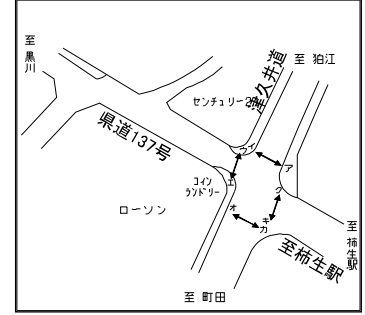 至
黒
川
津久井道
至 狛江
センチュリー21
県道137号
ウ
イ
ア
エ
コイン
ランドリー
ク
オ
ローソン
キ
カ
至
柿
生
駅
至柿生駅
至 町田